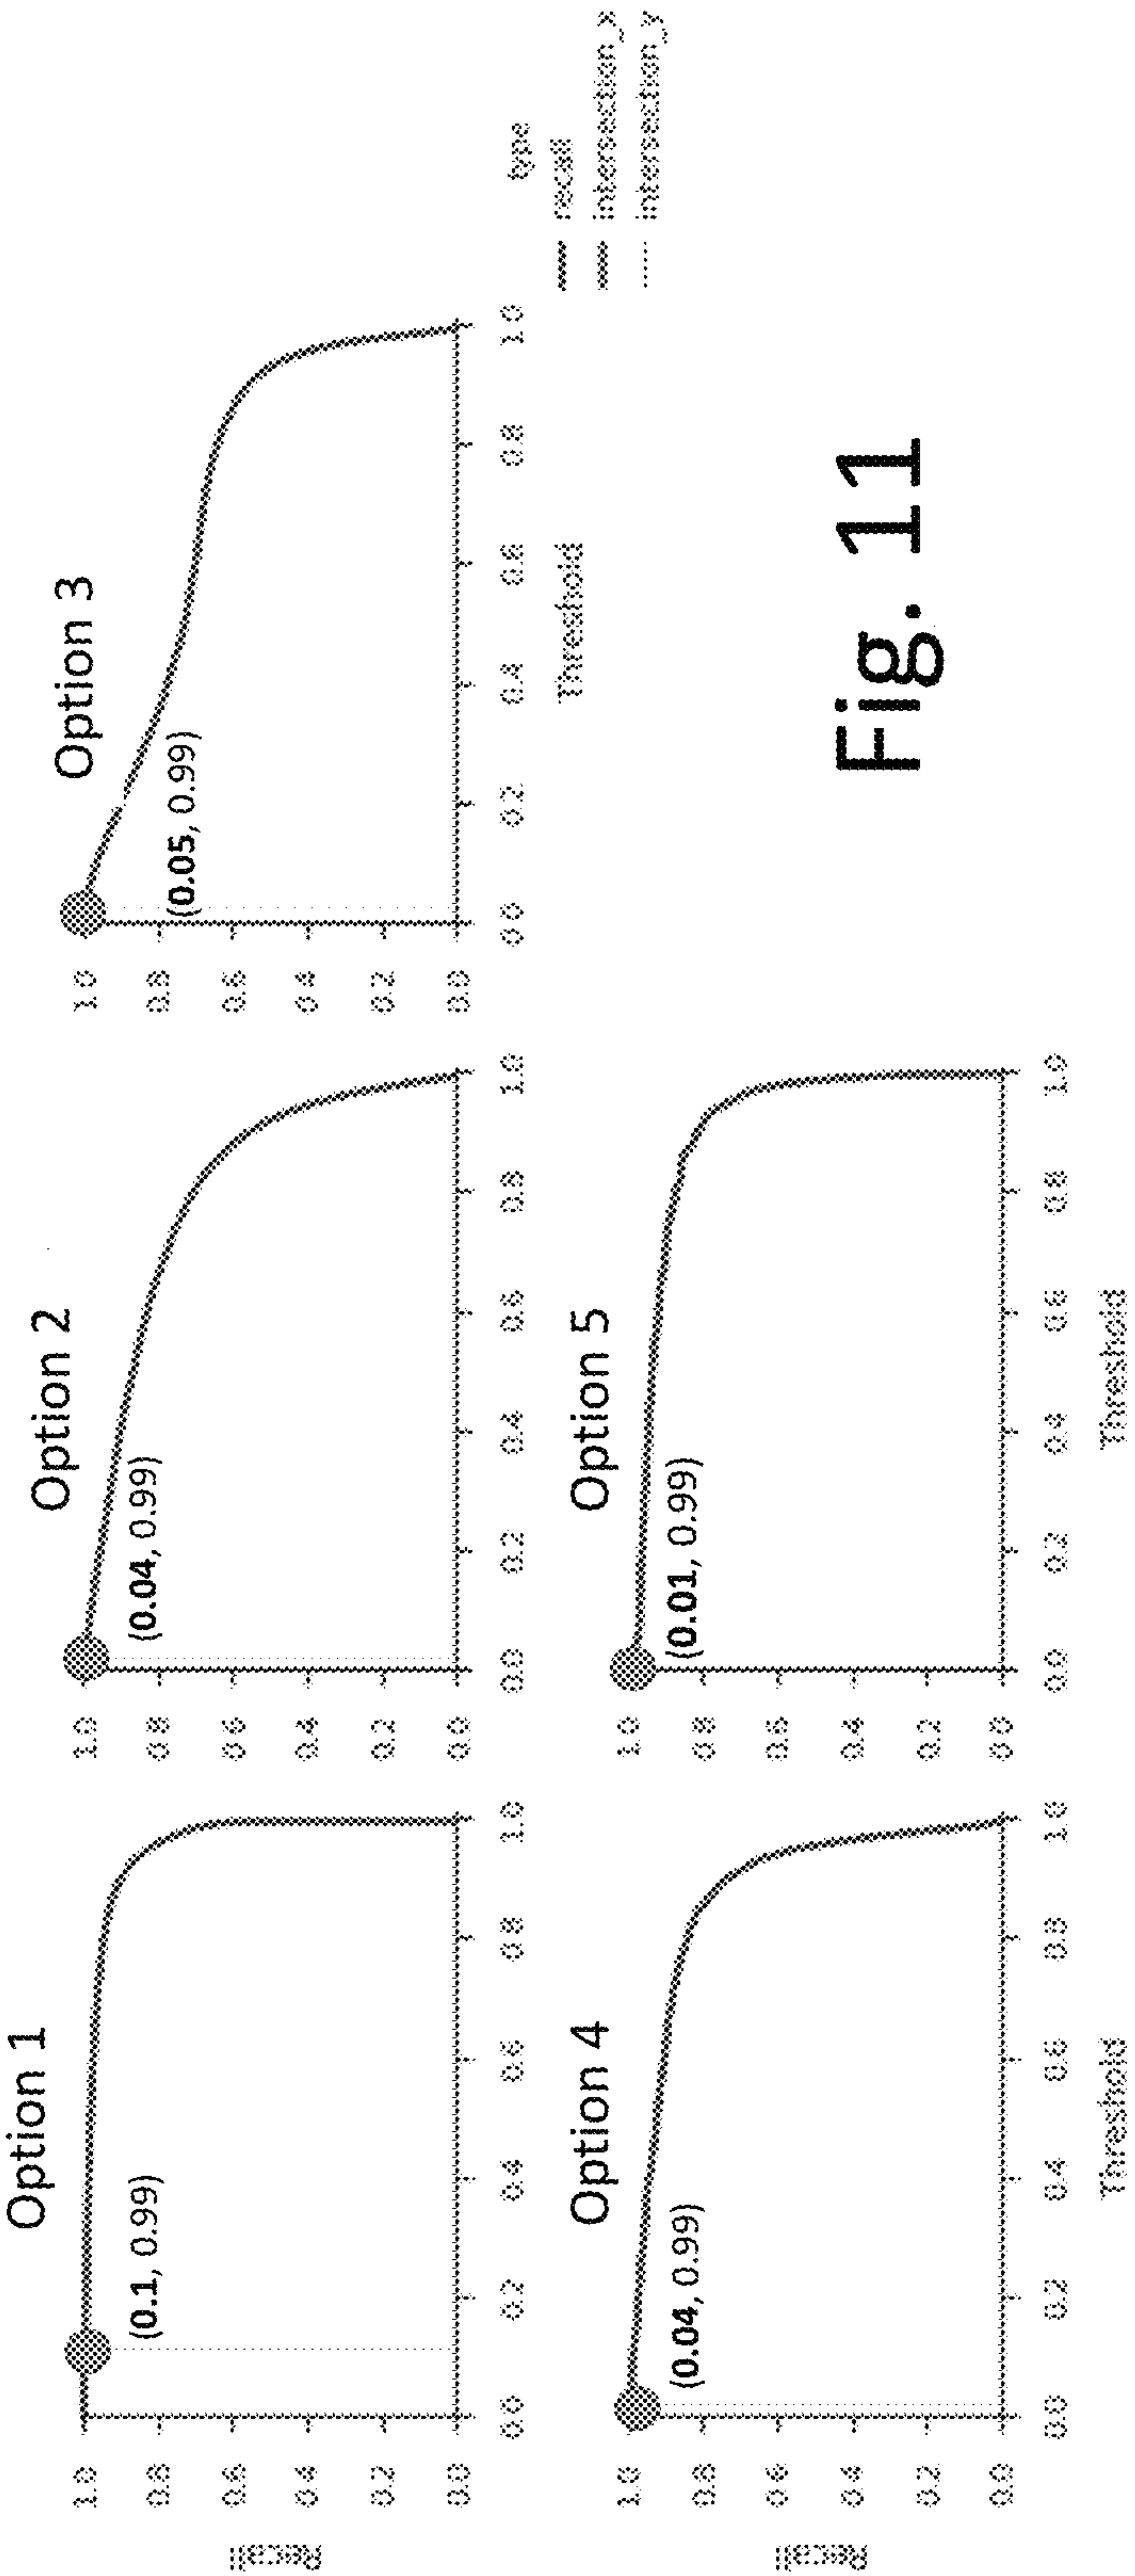 Option 1
Recall
1.0
0.8
0.6
0.4
0.2
0.0
(0.1, 0.99)
0.0 0.2 0.4 0.6 0.8 1.0
Option 2
1.0
0.8
0.6
0.4
0.2
0.0
(0.04, 0.99)
0.0 0.2 0.4 0.6 0.8 1.0
Option 3
1.0
0.8
0.6
0.4
0.2
0.0
(0.05, 0.99)
0.0 0.2 0.4 0.6 0.8 1.0
Threshold
type
recall
intersection_x
intersection_y
Option 4
Recall
1.0
0.8
0.6
0.4
0.2
0.0
(0.04, 0.99)
0.0 0.2 0.4 0.6 0.8 1.0
Threshold
Option 5
1.0
0.8
0.6
0.4
0.2
0.0
(0.01, 0.99)
0.0 0.2 0.4 0.6 0.8 1.0
Threshold
Fig. 11